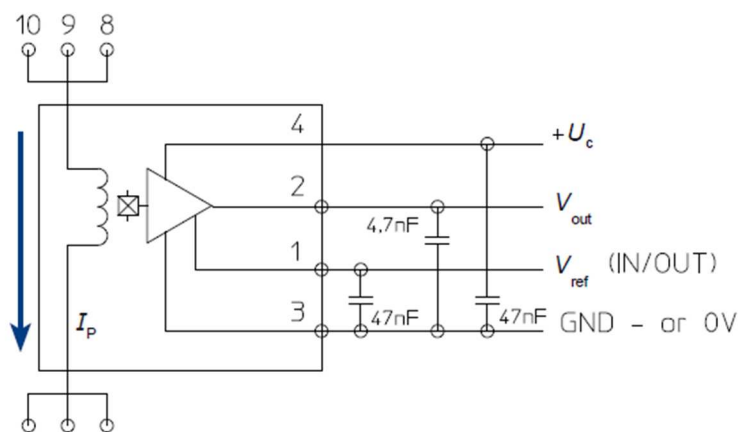 10 9 8
4
+Uc
2
Vout
4,7nF
1
Vref (IN/OUT)
IP
3
47nF
47nF
GND - or 0V